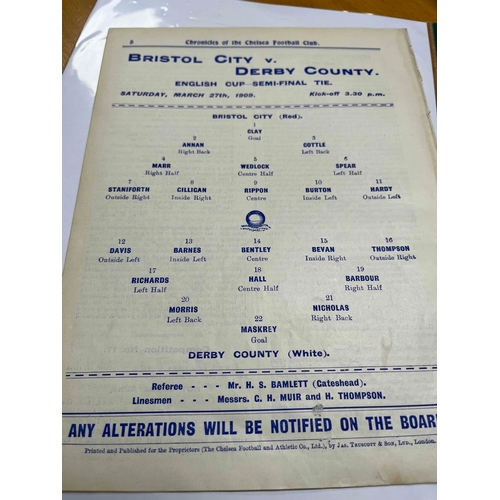 8 Chronicles of the Chelsea Football Club.
BRISTOL CITY v.
DERBY COUNTY.
ENGLISH CUP SEMI-FINAL TIE.
SATURDAY, MARCH 27th, 1909. Kick-off 3.30 p.m.
BRISTOL CITY (Red).
1
CLAY
Goal
2 3
ANNAN COTTLE
Right Back Left Back
4 5 6
MARR WEDLOCK SPEAR
Right Half Centre Half Left Half
7 8 9 10 11
STANIFORTH CILLIGAN RIPPON BURTON HARDY
Outside Right Inside Right Centre Inside Left Outside Left
12 13 14 15 16
DAVIS BARNES BENTLEY BEVAN THOMPSON
Outside Left Inside Left Centre Inside Right Outside Right
17 18 19
RICHARDS HALL BARBOUR
Left Half Centre Half Right Half
20 21
MORRIS NICHOLAS
Left Back Right Back
22
MASKREY
Goal
DERBY COUNTY (White).
Referee - - - Mr. H. S. BAMLETT (Gateshead).
Linesmen - - - Messrs. C. H. MUIR and H. THOMPSON.
ANY ALTERATIONS WILL BE NOTIFIED ON THE BOARD
Printed and Published for the Proprietors (The Chelsea Football and Athletic Co., Ltd.), by Jas. Truscott & Son, Ltd., London.